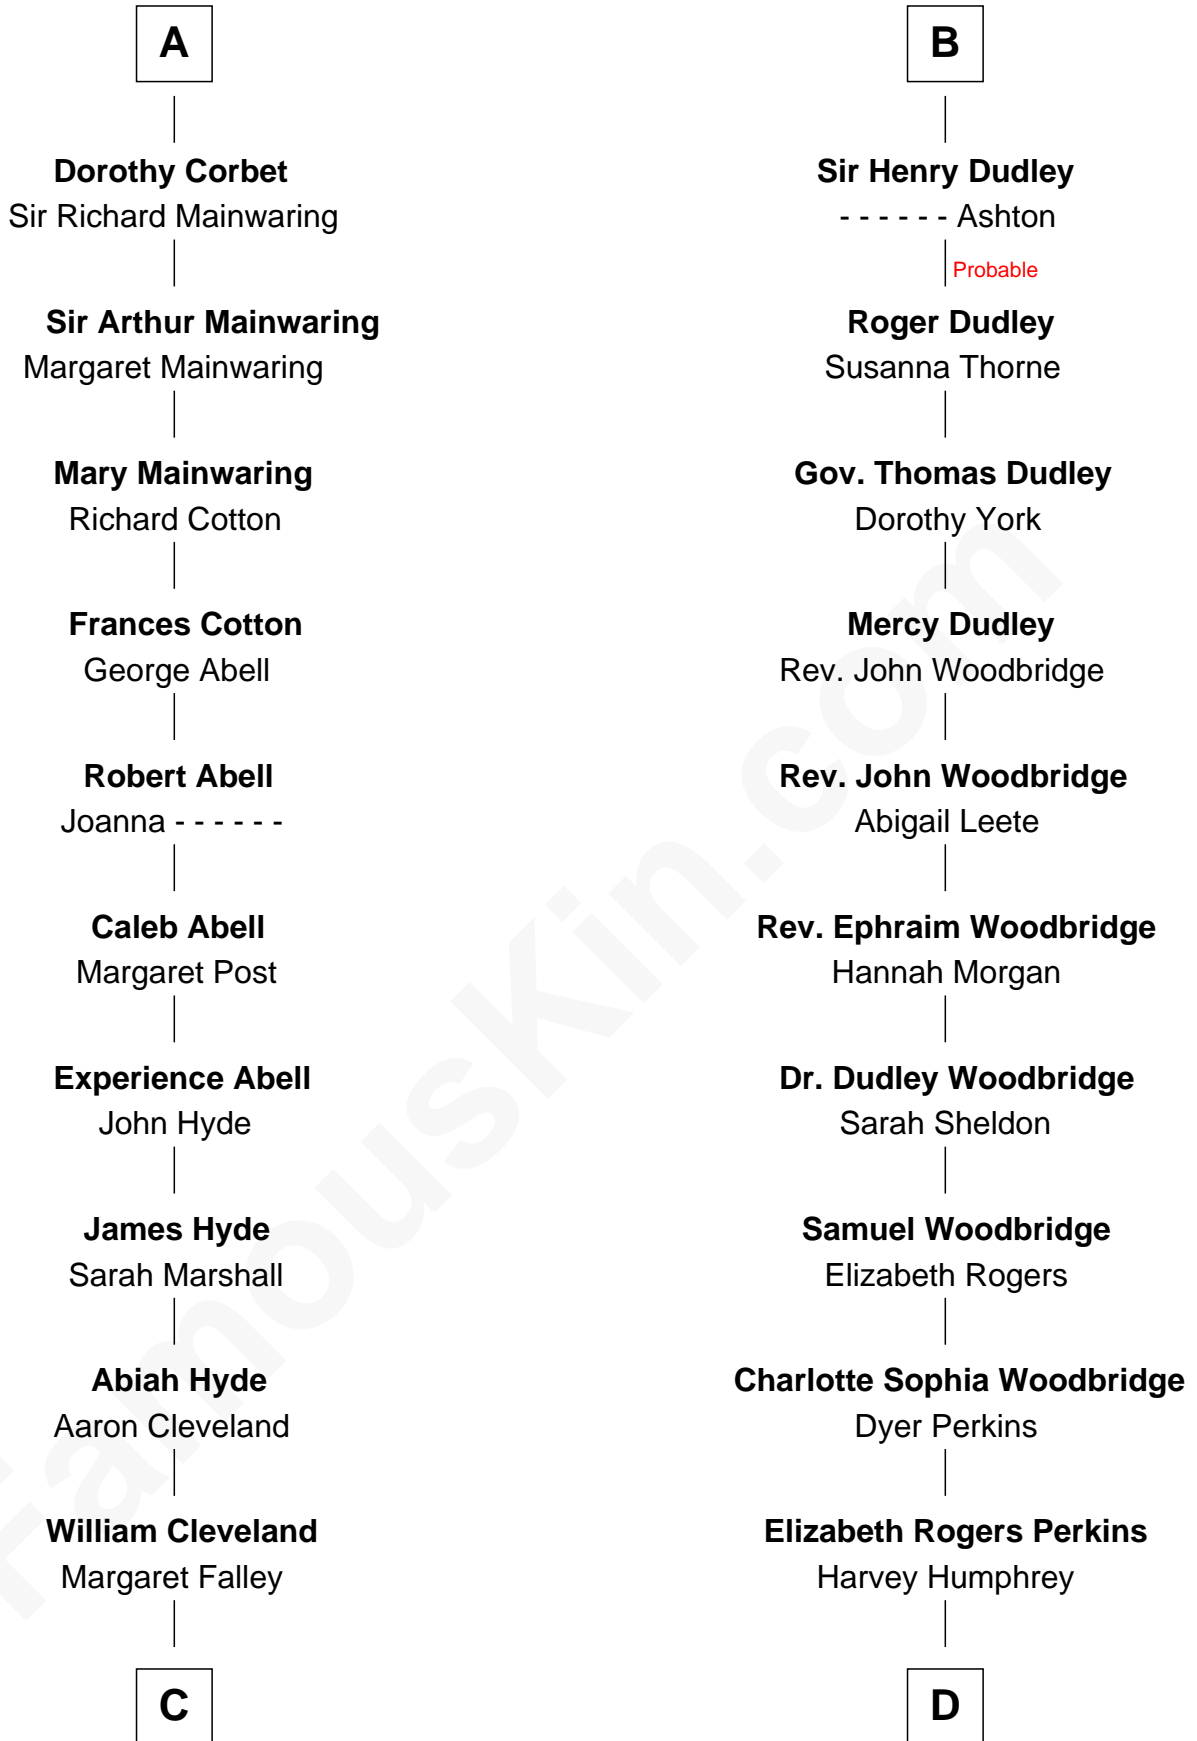 A
Dorothy Corbet
Sir Richard Mainwaring
Sir Arthur Mainwaring
Margaret Mainwaring
Mary Mainwaring
Richard Cotton
Frances Cotton
George Abell
Robert Abell
Joanna - - - - - -
Caleb Abell
Margaret Post
Experience Abell
John Hyde
James Hyde
Sarah Marshall
Abiah Hyde
Aaron Cleveland
William Cleveland
Margaret Falley
C
B
Sir Henry Dudley
- - - - - - Ashton
Probable
Roger Dudley
Susanna Thorne
Gov. Thomas Dudley
Dorothy York
Mercy Dudley
Rev. John Woodbridge
Rev. John Woodbridge
Abigail Leete
Rev. Ephraim Woodbridge
Hannah Morgan
Dr. Dudley Woodbridge
Sarah Sheldon
Samuel Woodbridge
Elizabeth Rogers
Charlotte Sophia Woodbridge
Dyer Perkins
Elizabeth Rogers Perkins
Harvey Humphrey
D
FamousKin.com